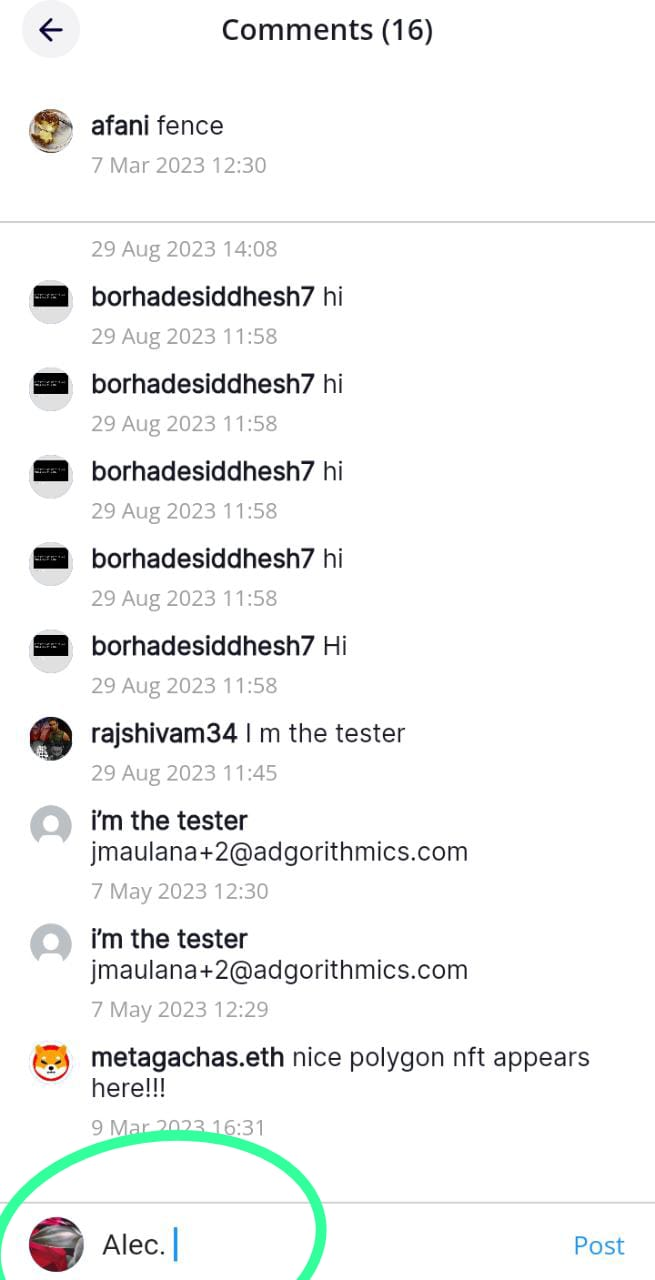 Comments (16)
afani fence
7 Mar 2023 12:30
29 Aug 2023 14:08
borhadesiddhesh7 hi
29 Aug 2023 11:58
borhadesiddhesh7 hi
29 Aug 2023 11:58
borhadesiddhesh7 hi
29 Aug 2023 11:58
borhadesiddhesh7 hi
29 Aug 2023 11:58
borhadesiddhesh7 Hi
29 Aug 2023 11:58
rajshivam34 I m the tester
29 Aug 2023 11:45
i'm the tester
jmaulana+2@adgorithmics.com
7 May 2023 12:30
i'm the tester
jmaulana+2@adgorithmics.com
7 May 2023 12:29
metagachas.eth nice polygon nft appears
here!!!
9 Mar 2023 16:31
Alec.
Post